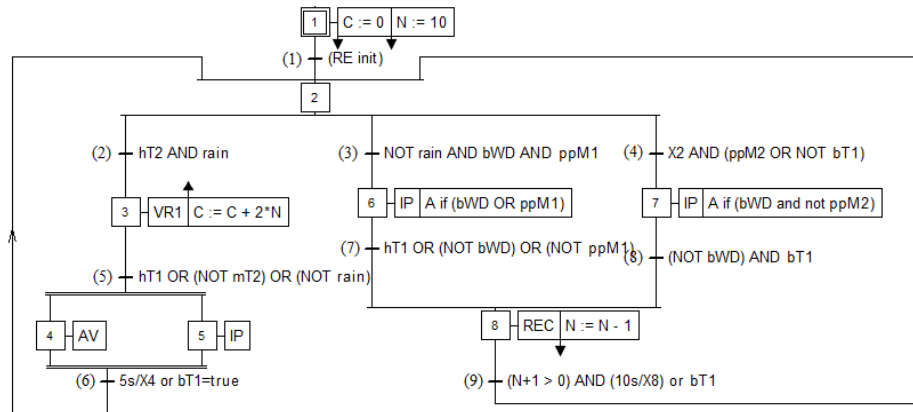 1 C := 0 N := 10
(1) (RE init)
2
(2) hT2 AND rain (3) NOT rain AND bWD AND ppM1 (4) X2 AND (ppM2 OR NOT bT1)
3 VR1 C := C + 2*N 6 IP A if (bWD OR ppM1) 7 IP A if (bWD and not ppM2)
(7) hT1 OR (NOT bWD) OR (NOT ppM1) (8) (NOT bWD) AND bT1
(5) hT1 OR (NOT mT2) OR (NOT rain)
4 AV 5 IP 8 REC N := N - 1
(6) 5s/X4 or bT1=true (9) (N+1 > 0) AND (10s/X8) or bT1